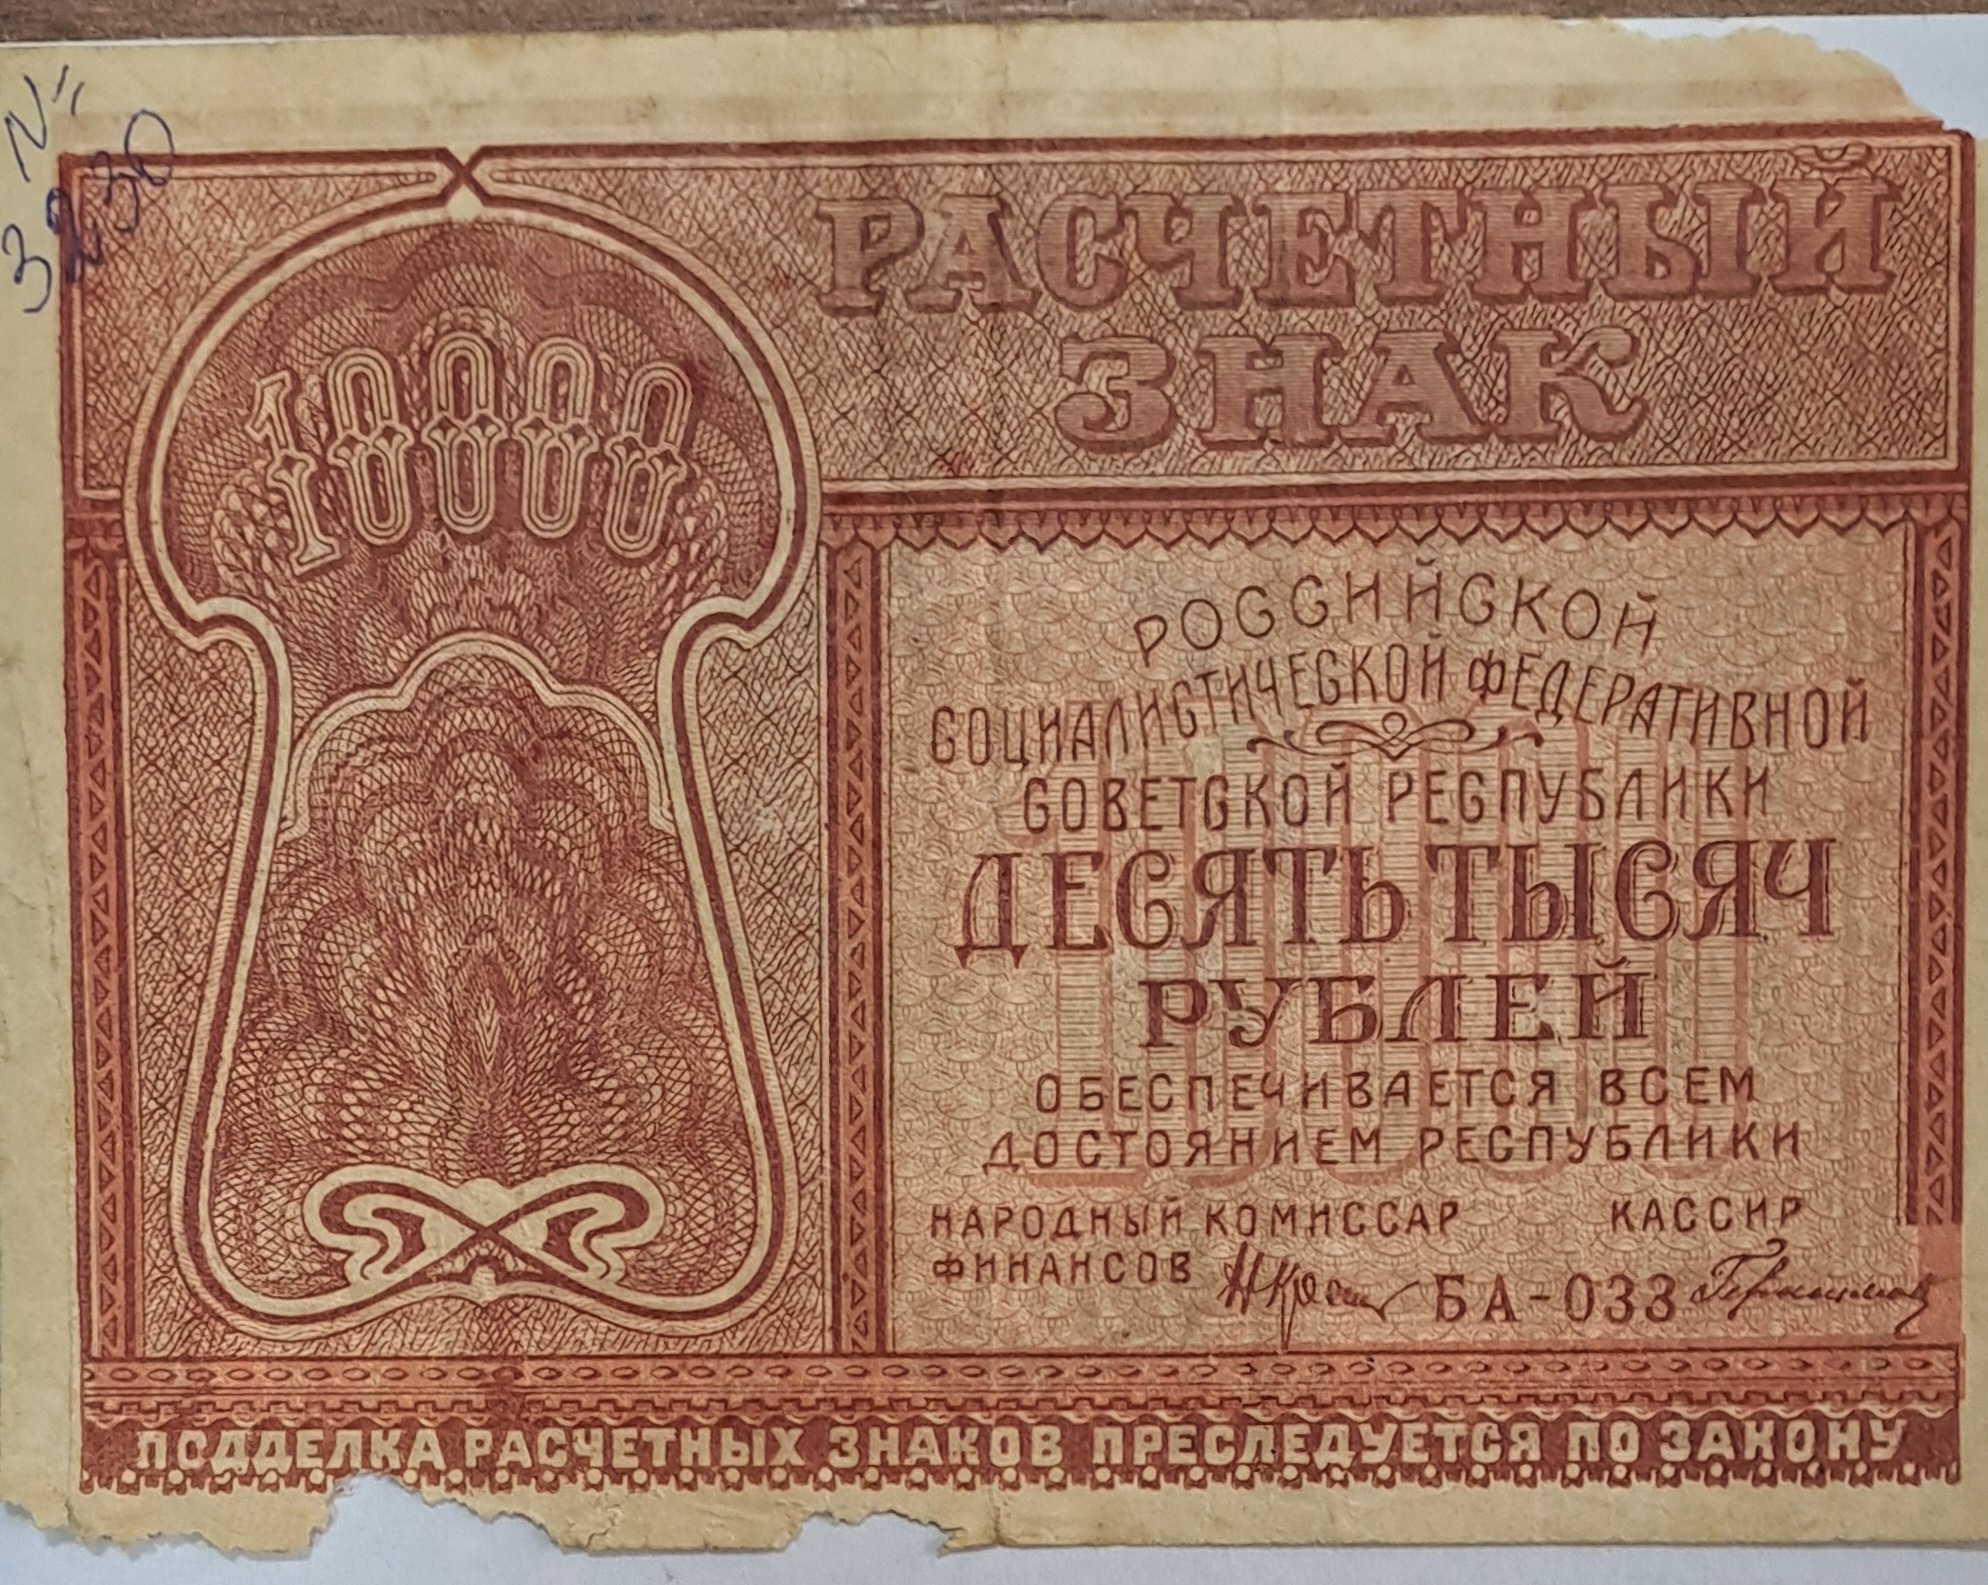 №
3230
РАСЧЕТНЫЙ
ЗНАК
10000
РОССИЙСКОЙ
СОЦИАЛИСТИЧЕСКОЙ ФЕДЕРАТИВНОЙ
СОВЕТСКОЙ РЕСПУБЛИКИ
ДЕСЯТЬ ТЫСЯЧ
РУБЛЕЙ
ОБЕСПЕЧИВАЕТСЯ ВСЕМ
ДОСТОЯНИЕМ РЕСПУБЛИКИ
НАРОДНЫЙ КОМИССАР КАССИР
ФИНАНСОВ
БА-033
ПОДДЕЛКА РАСЧЕТНЫХ ЗНАКОВ ПРЕСЛЕДУЕТСЯ ПО ЗАКОНУ